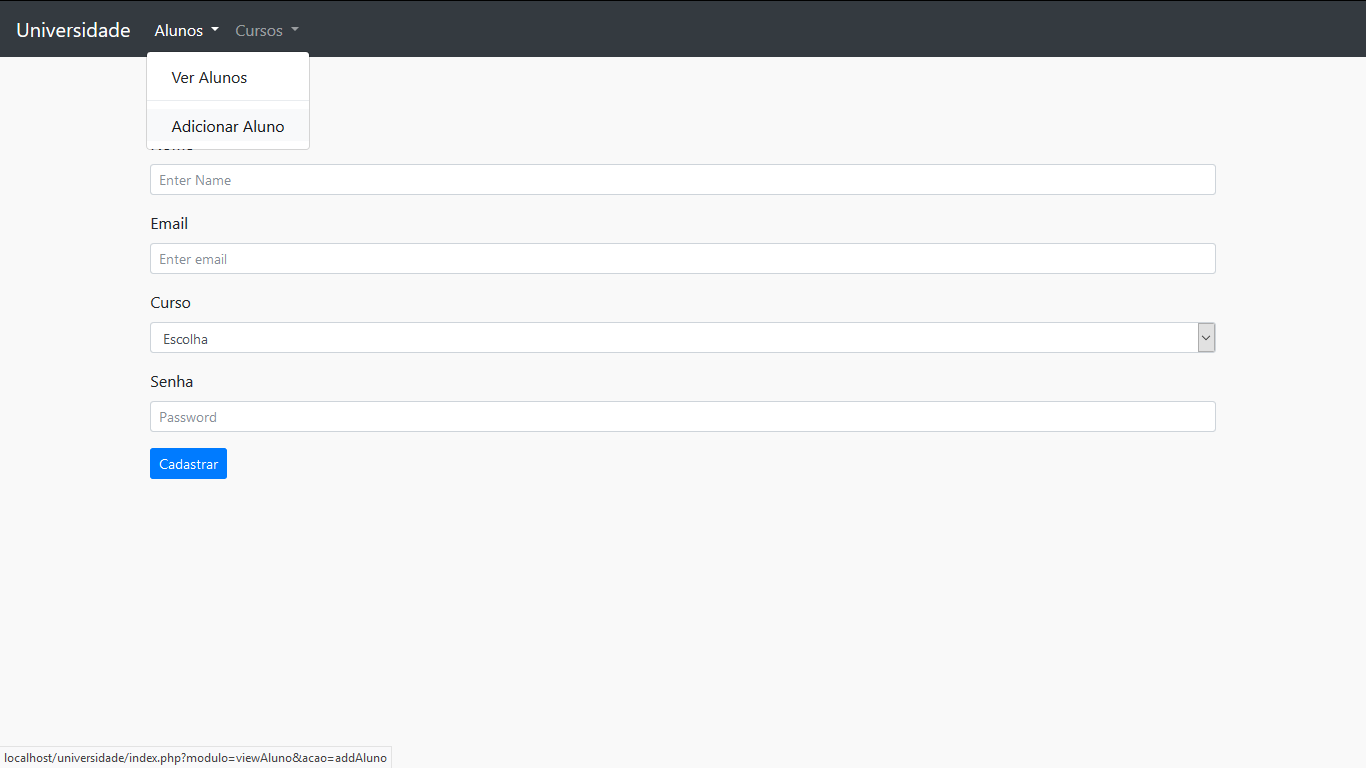 Universidade Alunos Cursos
Ver Alunos
Adicionar Aluno
Enter Name
Email
Enter email
Curso
Escolha
Senha
Password
Cadastrar
localhost/universidade/index.php?modulo=viewAluno&acao=addAluno